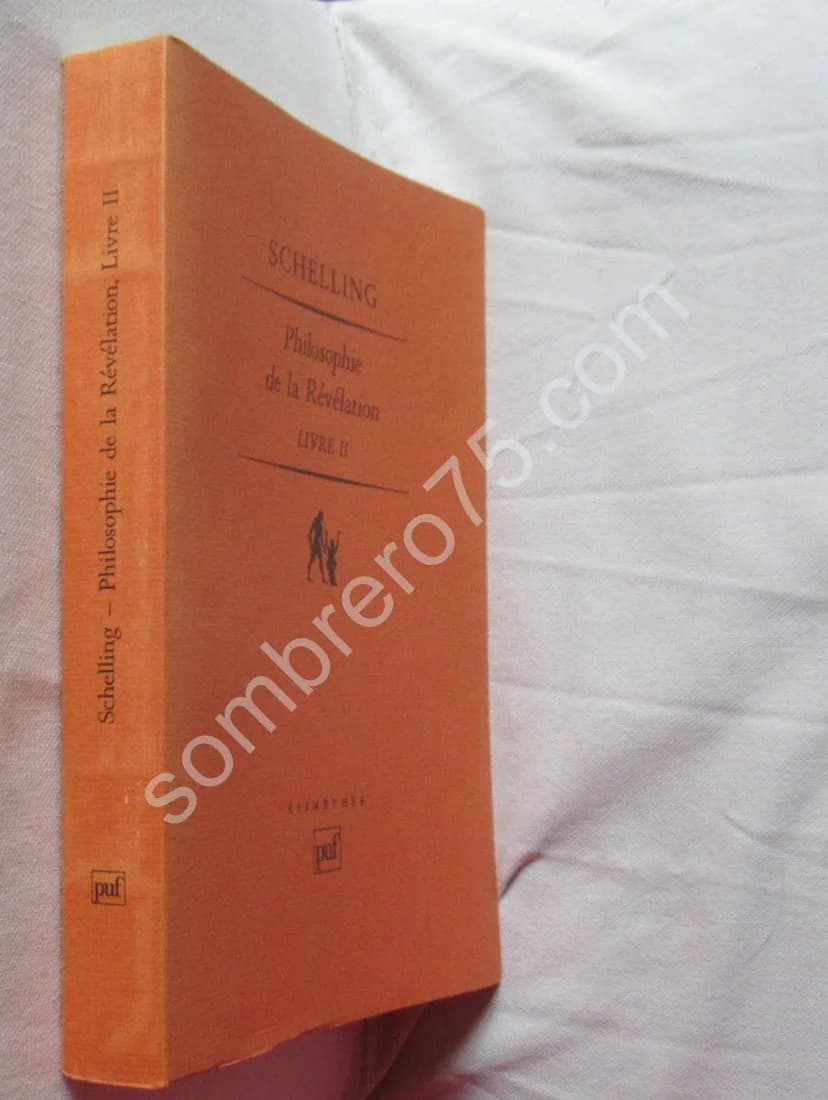 Schelling – Philosophie de la Révélation, Livre II
puf
SCHELLING
Philosophie
de la Révélation
LIVRE II
ÉPIMÉTHÉE
puf
sombrero75.com